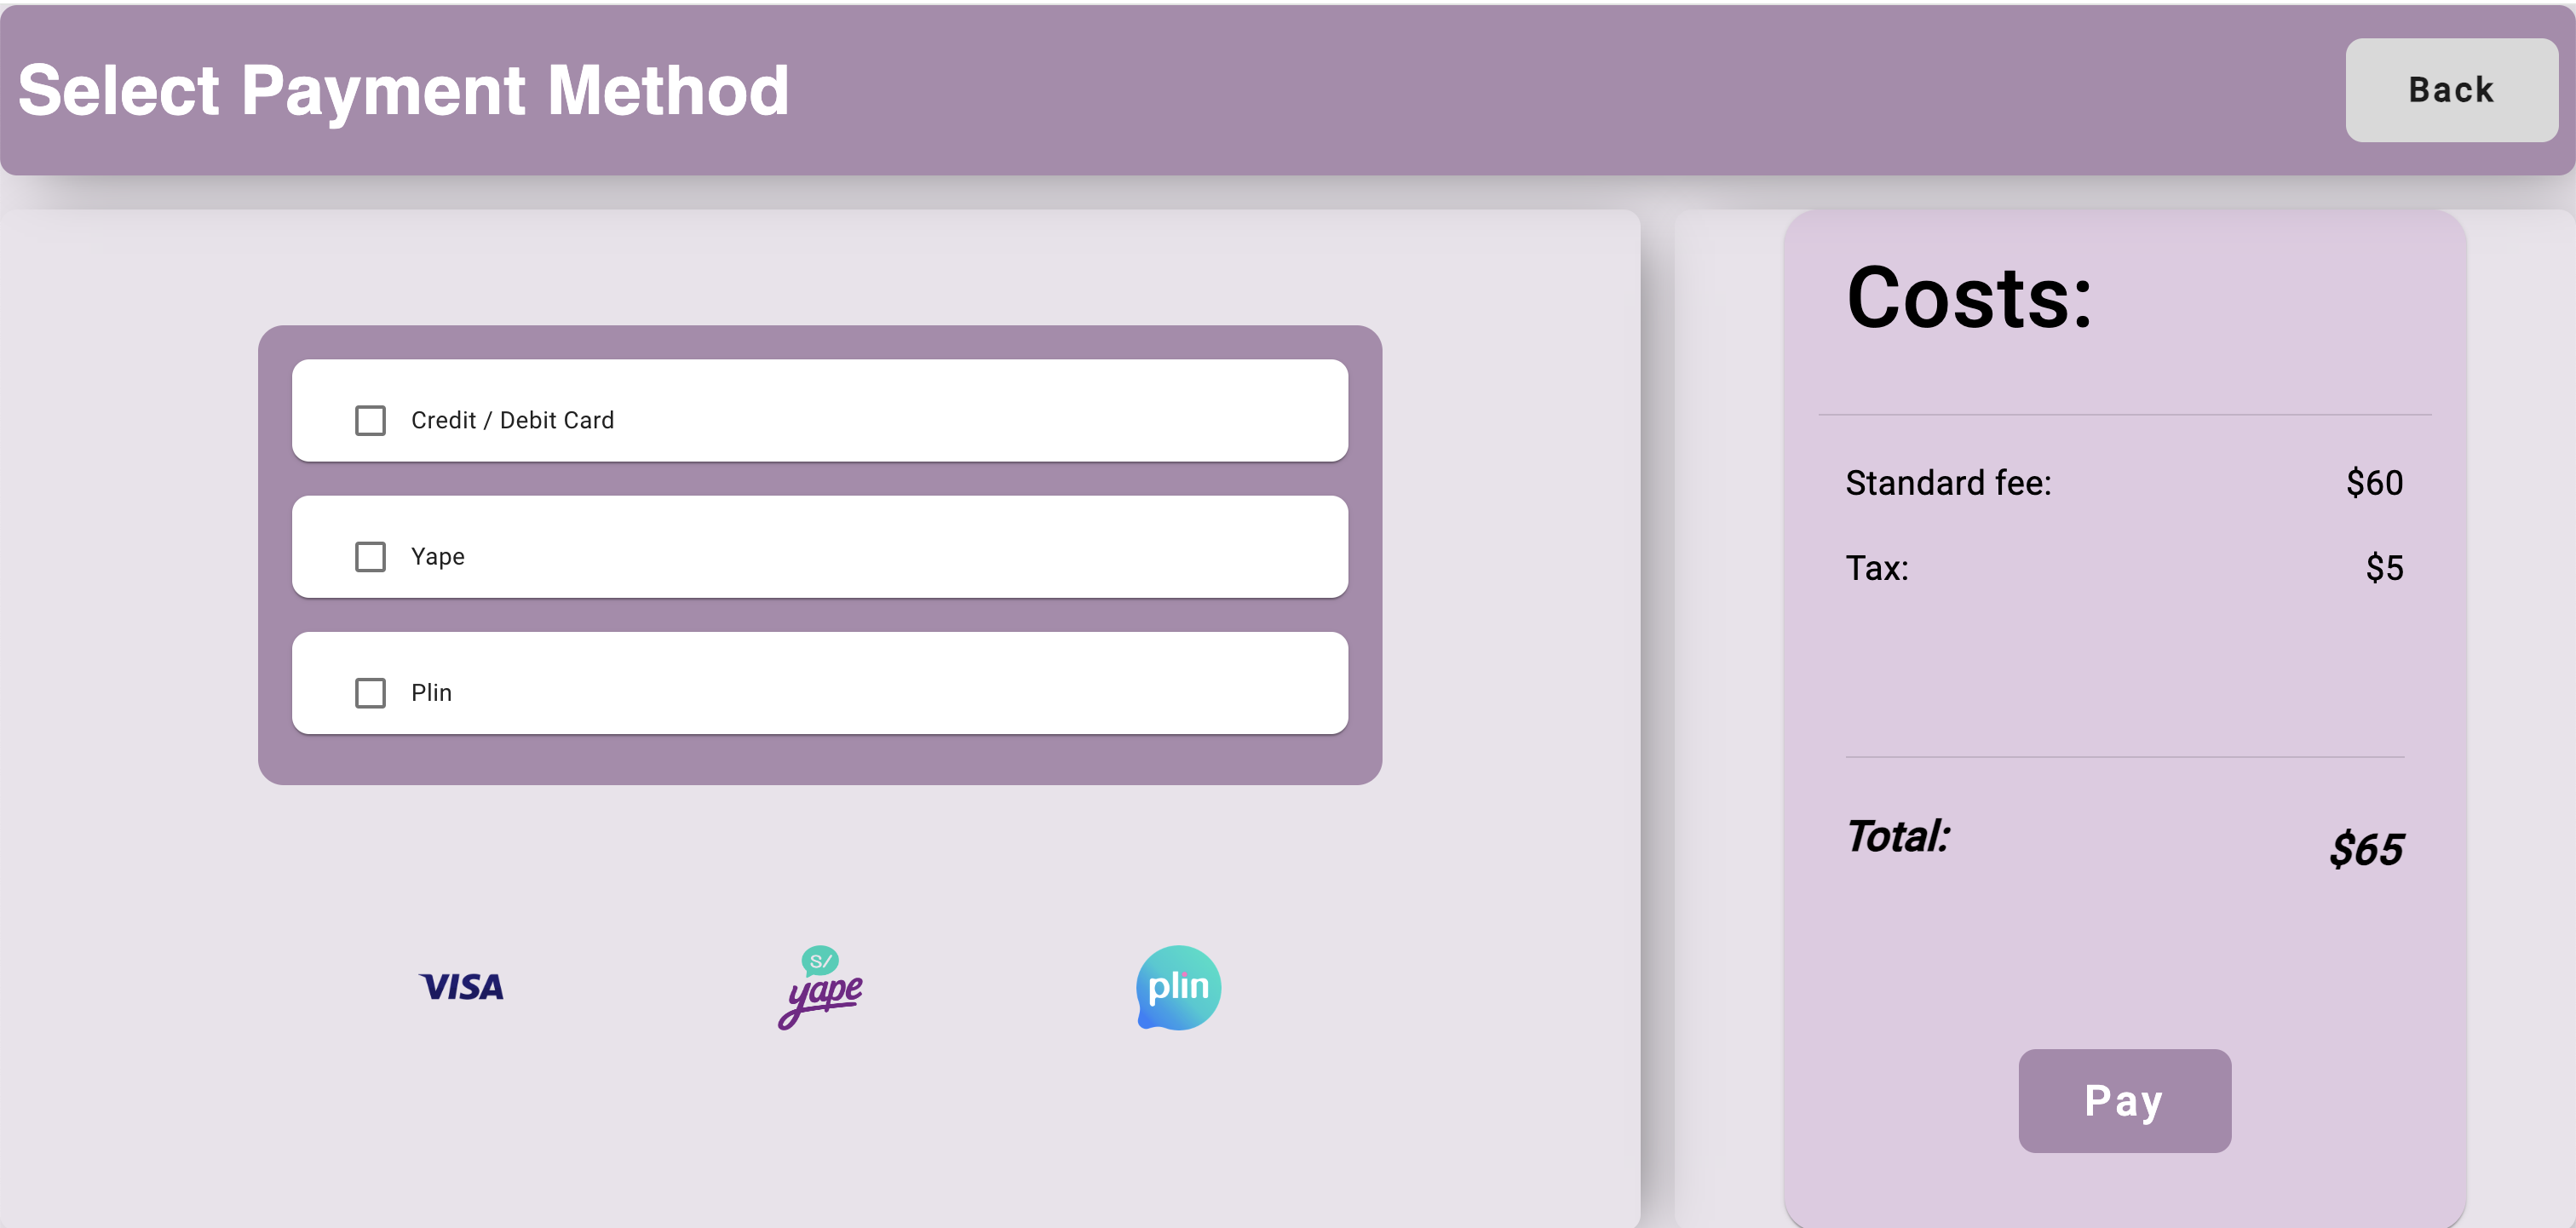 Select Payment Method
Back
Credit / Debit Card
Yape
Plin
VISA
S/
yape
plin
Costs:
Standard fee: $60
Tax: $5
Total: $65
Pay